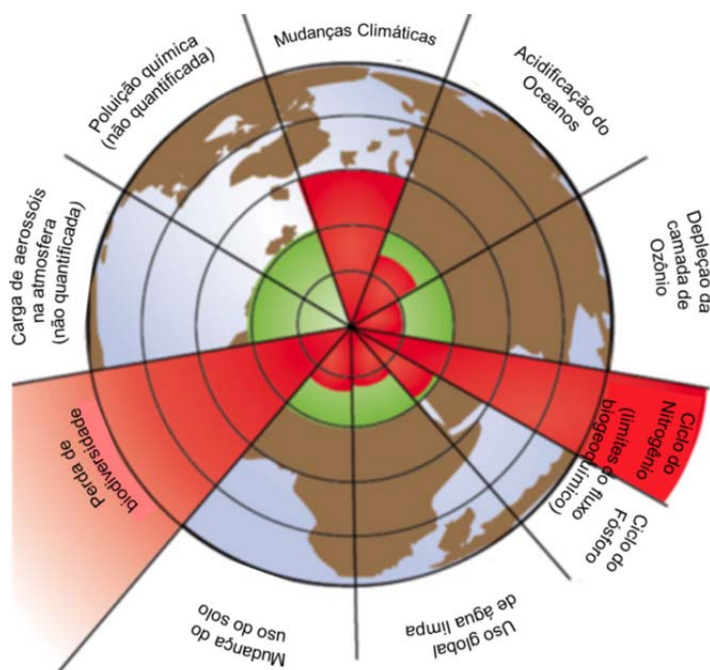 Mudanças Climáticas
Acidificação do
Oceanos
Depleção da
camada de
Ozônio
Ciclo do
Nitrogênio
(limites do fluxo
biogeoquímico)
Ciclo do
Fósforo
Uso global
de água limpa
Mudança do
uso do solo
Perda de
biodiversidade
Carga de aerossóis
na atmosfera
(não quantificada)
Poluição química
(não quantificada)